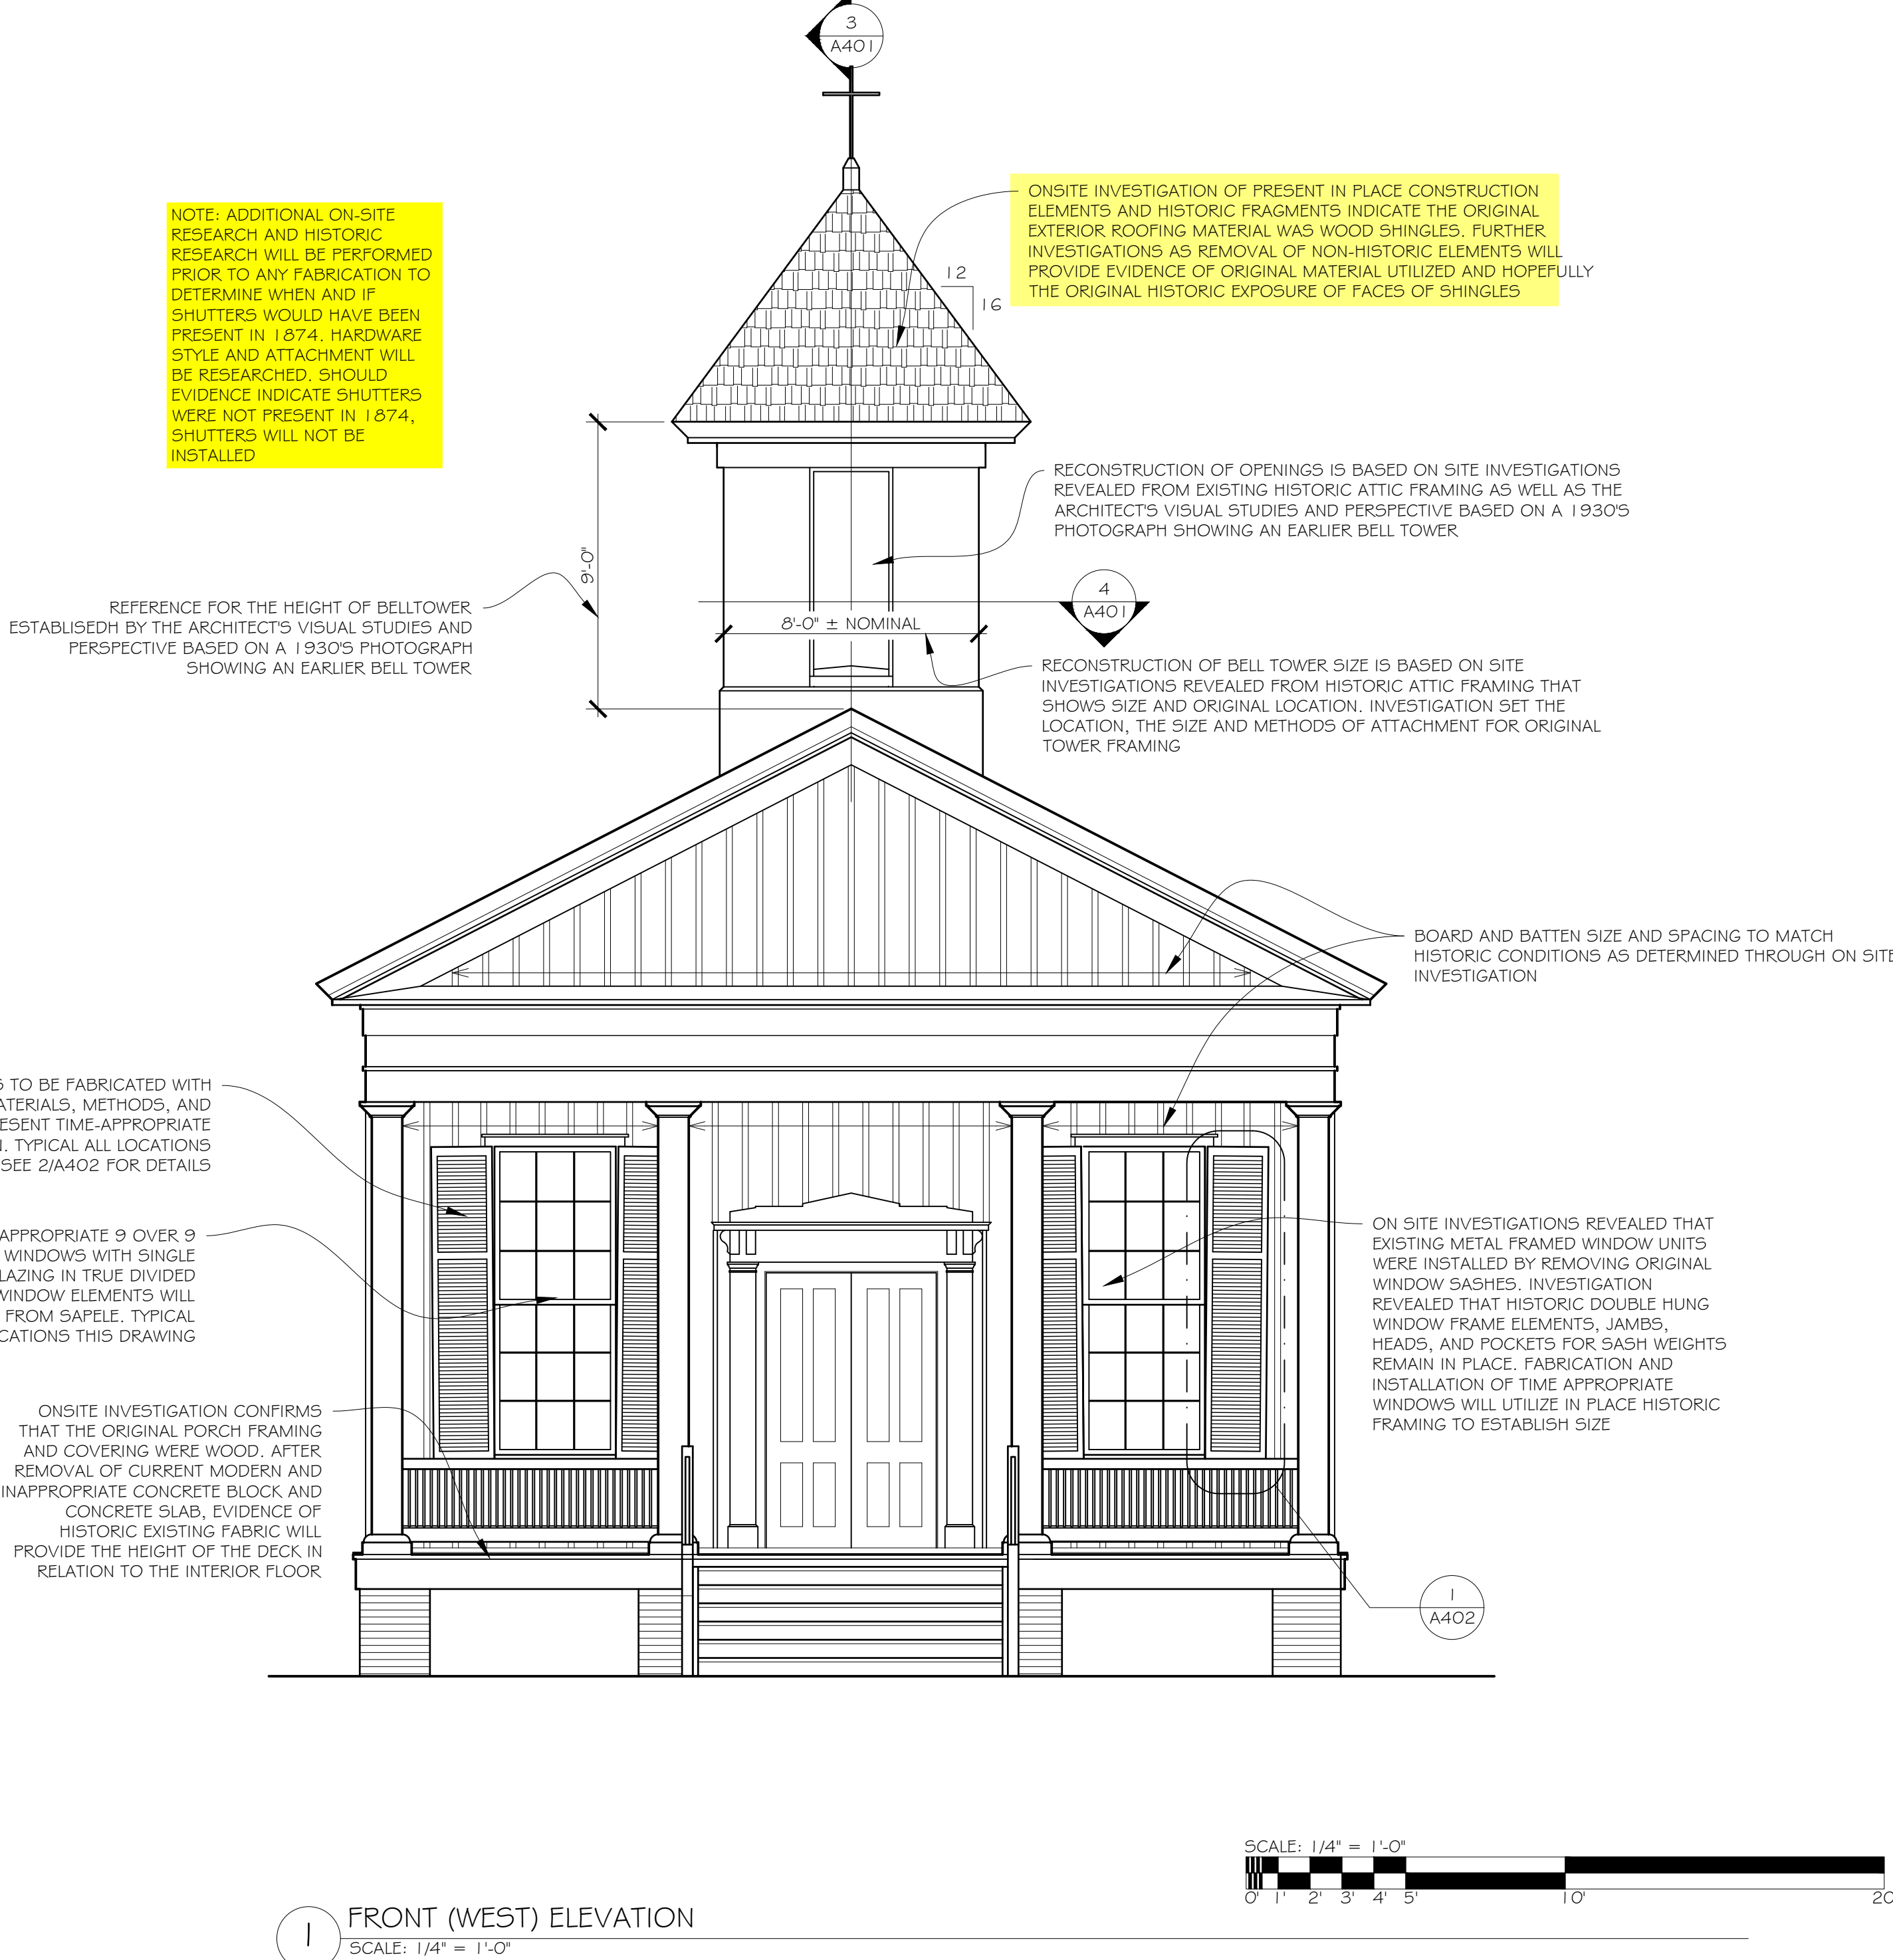 3
A401
NOTE: ADDITIONAL ON-SITE
RESEARCH AND HISTORIC
RESEARCH WILL BE PERFORMED
PRIOR TO ANY FABRICATION TO
DETERMINE WHEN AND IF
SHUTTERS WOULD HAVE BEEN
PRESENT IN 1874. HARDWARE
STYLE AND ATTACHMENT WILL
BE RESEARCHED. SHOULD
EVIDENCE INDICATE SHUTTERS
WERE NOT PRESENT IN 1874,
SHUTTERS WILL NOT BE
INSTALLED
ONSITE INVESTIGATION OF PRESENT IN PLACE CONSTRUCTION
ELEMENTS AND HISTORIC FRAGMENTS INDICATE THE ORIGINAL
EXTERIOR ROOFING MATERIAL WAS WOOD SHINGLES. FURTHER
INVESTIGATIONS AS REMOVAL OF NON-HISTORIC ELEMENTS WILL
PROVIDE EVIDENCE OF ORIGINAL MATERIAL UTILIZED AND HOPEFULLY
THE ORIGINAL HISTORIC EXPOSURE OF FACES OF SHINGLES
12
16
RECONSTRUCTION OF OPENINGS IS BASED ON SITE INVESTIGATIONS
REVEALED FROM EXISTING HISTORIC ATTIC FRAMING AS WELL AS THE
ARCHITECT'S VISUAL STUDIES AND PERSPECTIVE BASED ON A 1930'S
PHOTOGRAPH SHOWING AN EARLIER BELL TOWER
9'-0"
REFERENCE FOR THE HEIGHT OF BELLTOWER
ESTABLISEDH BY THE ARCHITECT'S VISUAL STUDIES AND
PERSPECTIVE BASED ON A 1930'S PHOTOGRAPH
SHOWING AN EARLIER BELL TOWER
4
A401
8'-0" ± NOMINAL
RECONSTRUCTION OF BELL TOWER SIZE IS BASED ON SITE
INVESTIGATIONS REVEALED FROM HISTORIC ATTIC FRAMING THAT
SHOWS SIZE AND ORIGINAL LOCATION. INVESTIGATION SET THE
LOCATION, THE SIZE AND METHODS OF ATTACHMENT FOR ORIGINAL
TOWER FRAMING
BOARD AND BATTEN SIZE AND SPACING TO MATCH
HISTORIC CONDITIONS AS DETERMINED THROUGH ON SITE
INVESTIGATION
TO BE FABRICATED WITH
METHODS, AND
TIME-APPROPRIATE
TYPICAL ALL LOCATIONS
SEE 2/A402 FOR DETAILS
APPROPRIATE 9 OVER 9
WINDOWS WITH SINGLE
IN TRUE DIVIDED
ELEMENTS WILL
FROM SAPELE. TYPICAL
THIS DRAWING
ONSITE INVESTIGATION CONFIRMS
THAT THE ORIGINAL PORCH FRAMING
AND COVERING WERE WOOD. AFTER
REMOVAL OF CURRENT MODERN AND
INAPPROPRIATE CONCRETE BLOCK AND
CONCRETE SLAB, EVIDENCE OF
HISTORIC EXISTING FABRIC WILL
PROVIDE THE HEIGHT OF THE DECK IN
RELATION TO THE INTERIOR FLOOR
ON SITE INVESTIGATIONS REVEALED THAT
EXISTING METAL FRAMED WINDOW UNITS
WERE INSTALLED BY REMOVING ORIGINAL
WINDOW SASHES. INVESTIGATION
REVEALED THAT HISTORIC DOUBLE HUNG
WINDOW FRAME ELEMENTS, JAMBS,
HEADS, AND POCKETS FOR SASH WEIGHTS
REMAIN IN PLACE. FABRICATION AND
INSTALLATION OF TIME APPROPRIATE
WINDOWS WILL UTILIZE IN PLACE HISTORIC
FRAMING TO ESTABLISH SIZE
1
A402
SCALE: 1/4" = 1'-0"
0' 1' 2' 3' 4' 5' 10' 20
1
FRONT (WEST) ELEVATION
SCALE: 1/4" = 1'-0"